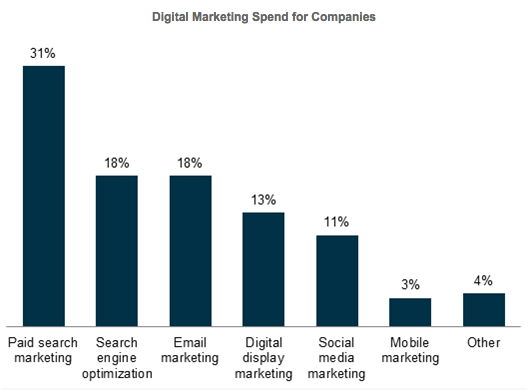 Digital Marketing Spend for Companies
31%
18%
18%
13%
11%
3%
4%
Paid search
marketing
Search
engine
optimization
Email
marketing
Digital
display
marketing
Social
media
marketing
Mobile
marketing
Other